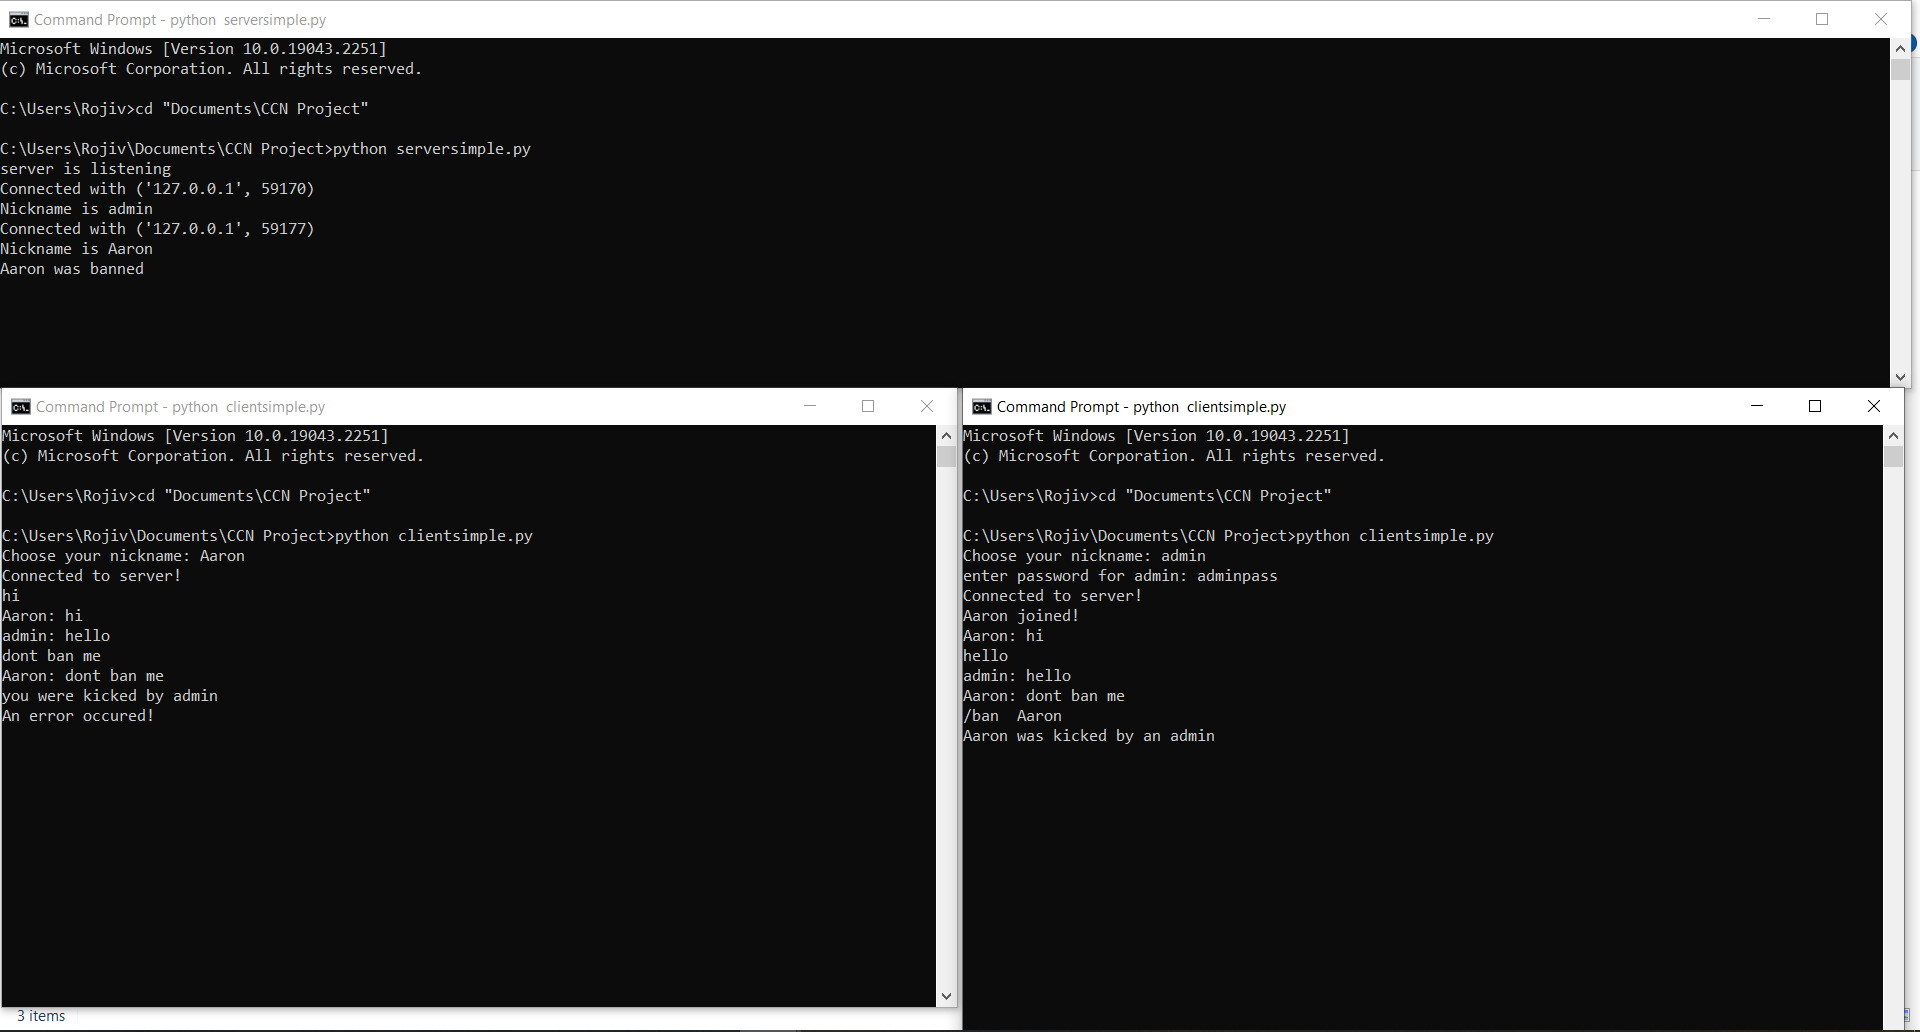 Command Prompt - python  serversimple.py
Microsoft Windows [Version 10.0.19043.2251]
(c) Microsoft Corporation. All rights reserved.
C:\Users\Rojiv>cd "Documents\CCN Project"
C:\Users\Rojiv\Documents\CCN Project>python serversimple.py
server is listening
Connected with ('127.0.0.1', 59170)
Nickname is admin
Connected with ('127.0.0.1', 59177)
Nickname is Aaron
Aaron was banned
Command Prompt - python  clientsimple.py
Microsoft Windows [Version 10.0.19043.2251]
(c) Microsoft Corporation. All rights reserved.
C:\Users\Rojiv>cd "Documents\CCN Project"
C:\Users\Rojiv\Documents\CCN Project>python clientsimple.py
Choose your nickname: Aaron
Connected to server!
hi
Aaron: hi
admin: hello
dont ban me
Aaron: dont ban me
you were kicked by admin
An error occured!
3 items
Command Prompt - python  clientsimple.py
Microsoft Windows [Version 10.0.19043.2251]
(c) Microsoft Corporation. All rights reserved.
C:\Users\Rojiv>cd "Documents\CCN Project"
C:\Users\Rojiv\Documents\CCN Project>python clientsimple.py
Choose your nickname: admin
enter password for admin: adminpass
Connected to server!
Aaron joined!
Aaron: hi
hello
admin: hello
Aaron: dont ban me
/ban  Aaron
Aaron was kicked by an admin